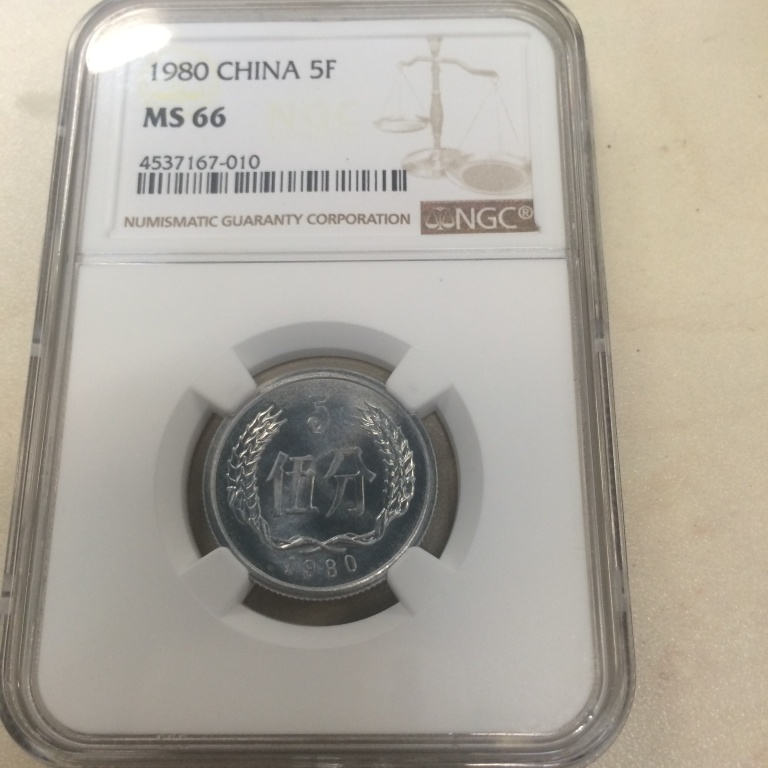 1980 CHINA 5F
MS 66
4537167-010
NUMISMATIC GUARANTY CORPORATION
NGC®
5
伍分
1980